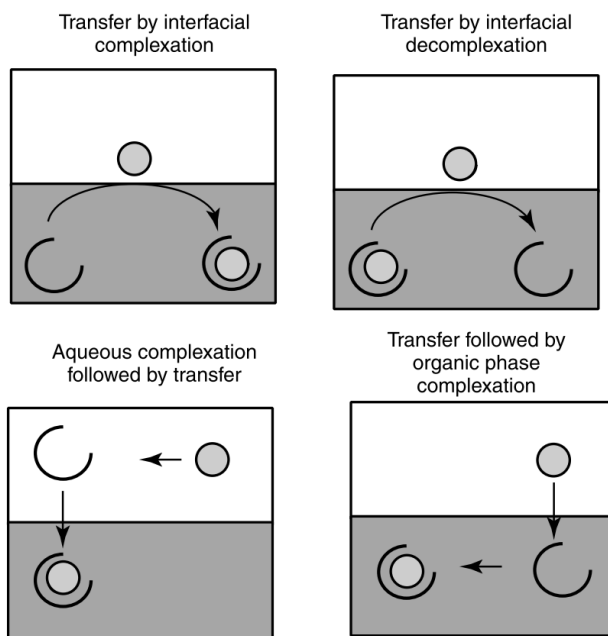 Transfer by interfacial
complexation
Transfer by interfacial
decomplexation
Aqueous complexation
followed by transfer
Transfer followed by
organic phase
complexation